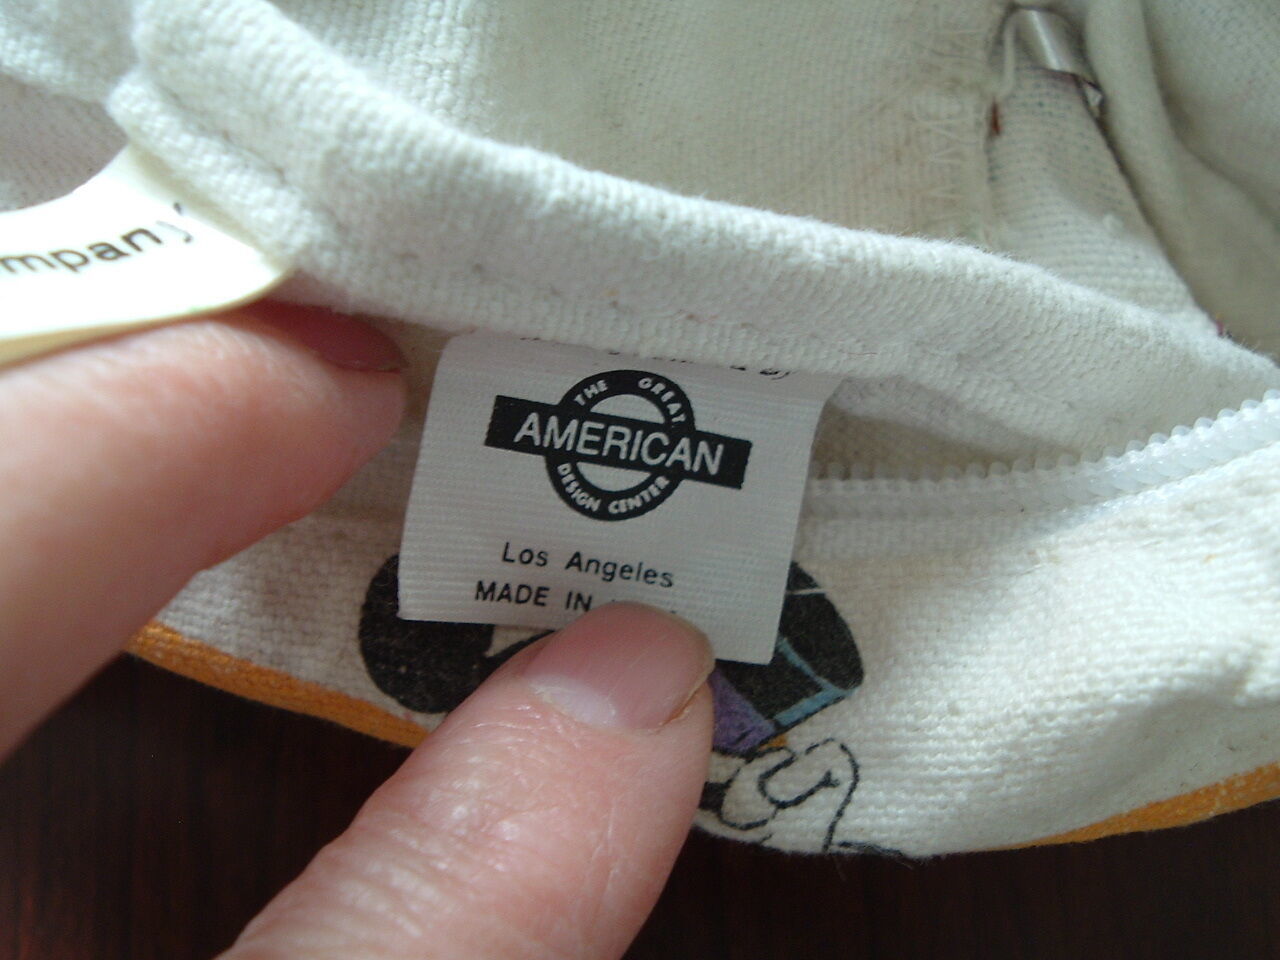 mpany
THE GREAT
AMERICAN
DESIGN CENTER
Los Angeles
MADE IN